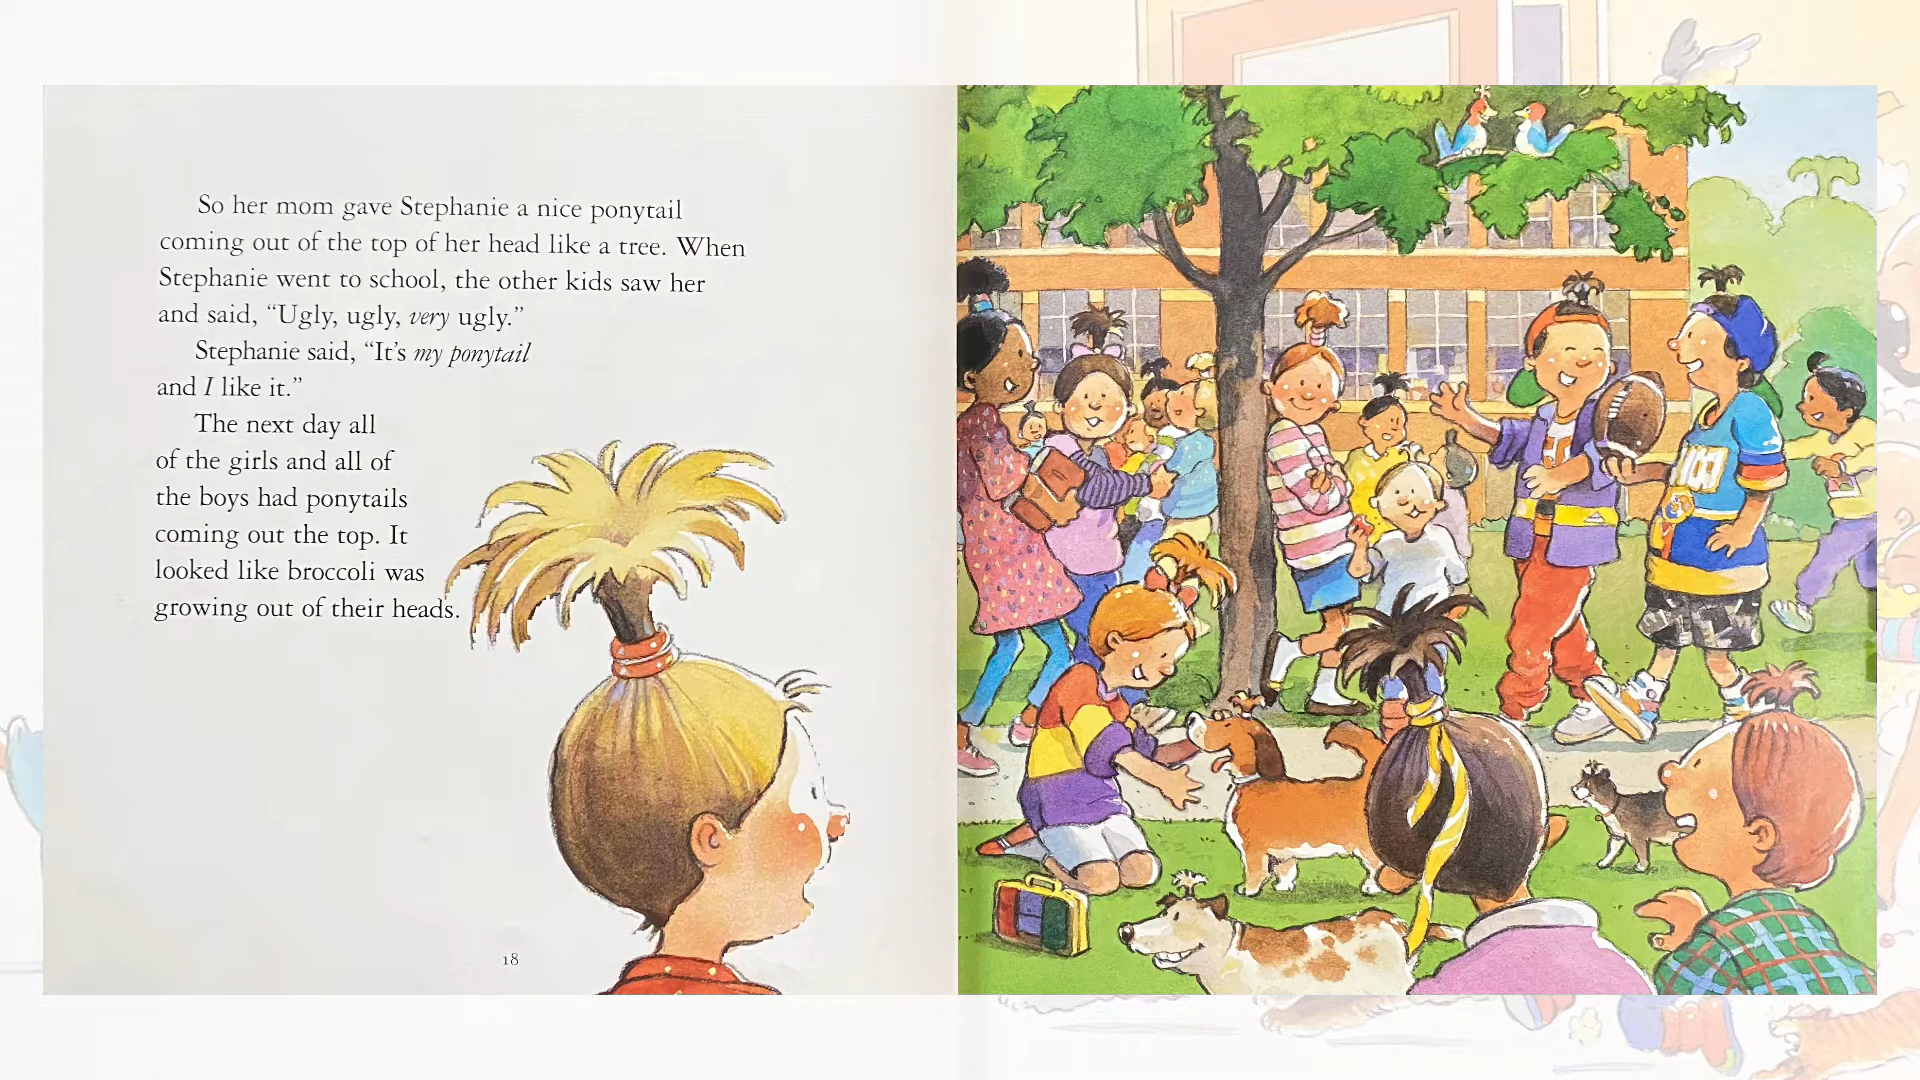 So her mom gave Stephanie a nice ponytail
coming out of the top of her head like a tree. When
Stephanie went to school, the other kids saw her
and said, “Ugly, ugly, very ugly.”
Stephanie said, “It’s my ponytail
and I like it.”
The next day all
of the girls and all of
the boys had ponytails
coming out the top. It
looked like broccoli was
growing out of their heads.
18